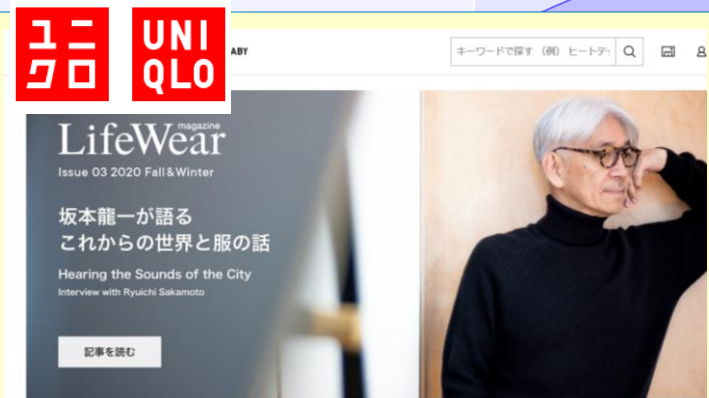 ユニ
クロ
UNI
QLO
ABY
キーワードで探す (例) ヒートテ
LifeWear
magazine
Issue 03 2020 Fall&Winter
坂本龍一が語る
これからの世界と服の話
Hearing the Sounds of the City
Interview with Ryuichi Sakamoto
記事を読む